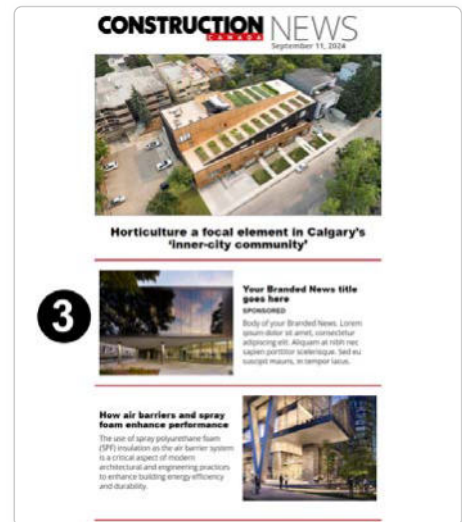 CONSTRUCTION NEWS
CANADA
September 11, 2024
Horticulture a focal element in Calgary's
'inner-city community'
3
Your Branded News title
goes here
SPONSORED
Body of your Branded News. Lorem
ipsum dolor sit amet, consectetur
adipiscing elit. Aliquam at nibh nec
sapien porttitor scelerisque. Sed eu
suscipit mauris, in tempor lacus.
How air barriers and spray
foam enhance performance
The use of spray polyurethane foam
(SPF) insulation as the air barrier system
is a critical aspect of modern
architectural and engineering practices
to enhance building energy efficiency
and durability.